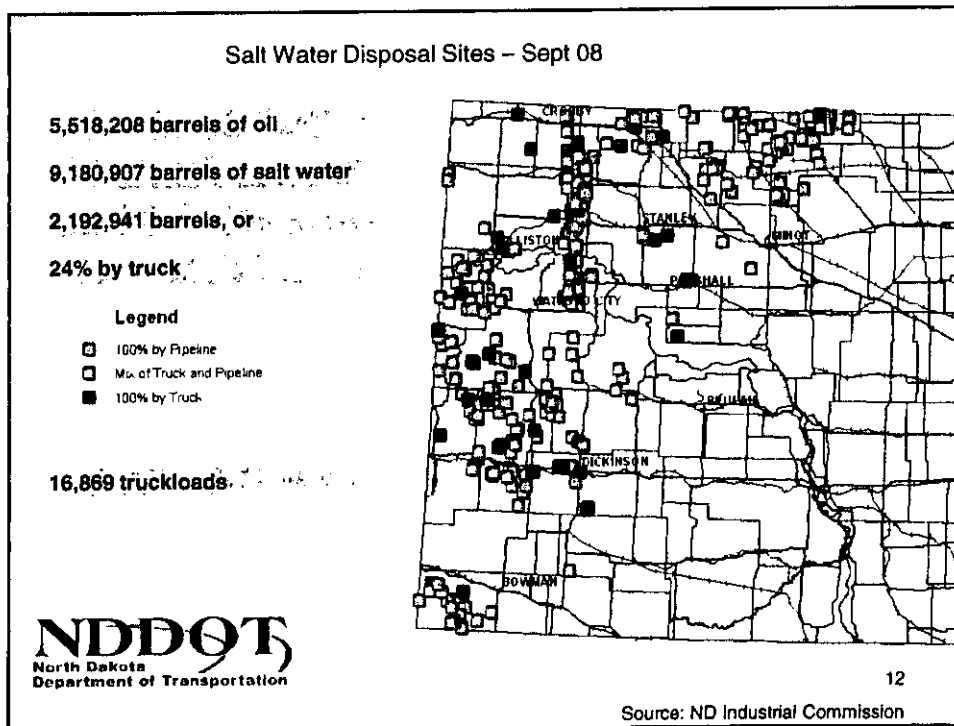 Salt Water Disposal Sites – Sept 08
5,518,208 barrels of oil
9,180,907 barrels of salt water
2,192,941 barrels, or
24% by truck
Legend
100% by Pipeline
Mix of Truck and Pipeline
100% by Truck
16,869 truckloads
CROSBY
STANLEY
LLISTON
MINOT
WATFORD CITY
DICKINSON
BOWMAN
NDDOT
North Dakota
Department of Transportation
12
Source: ND Industrial Commission